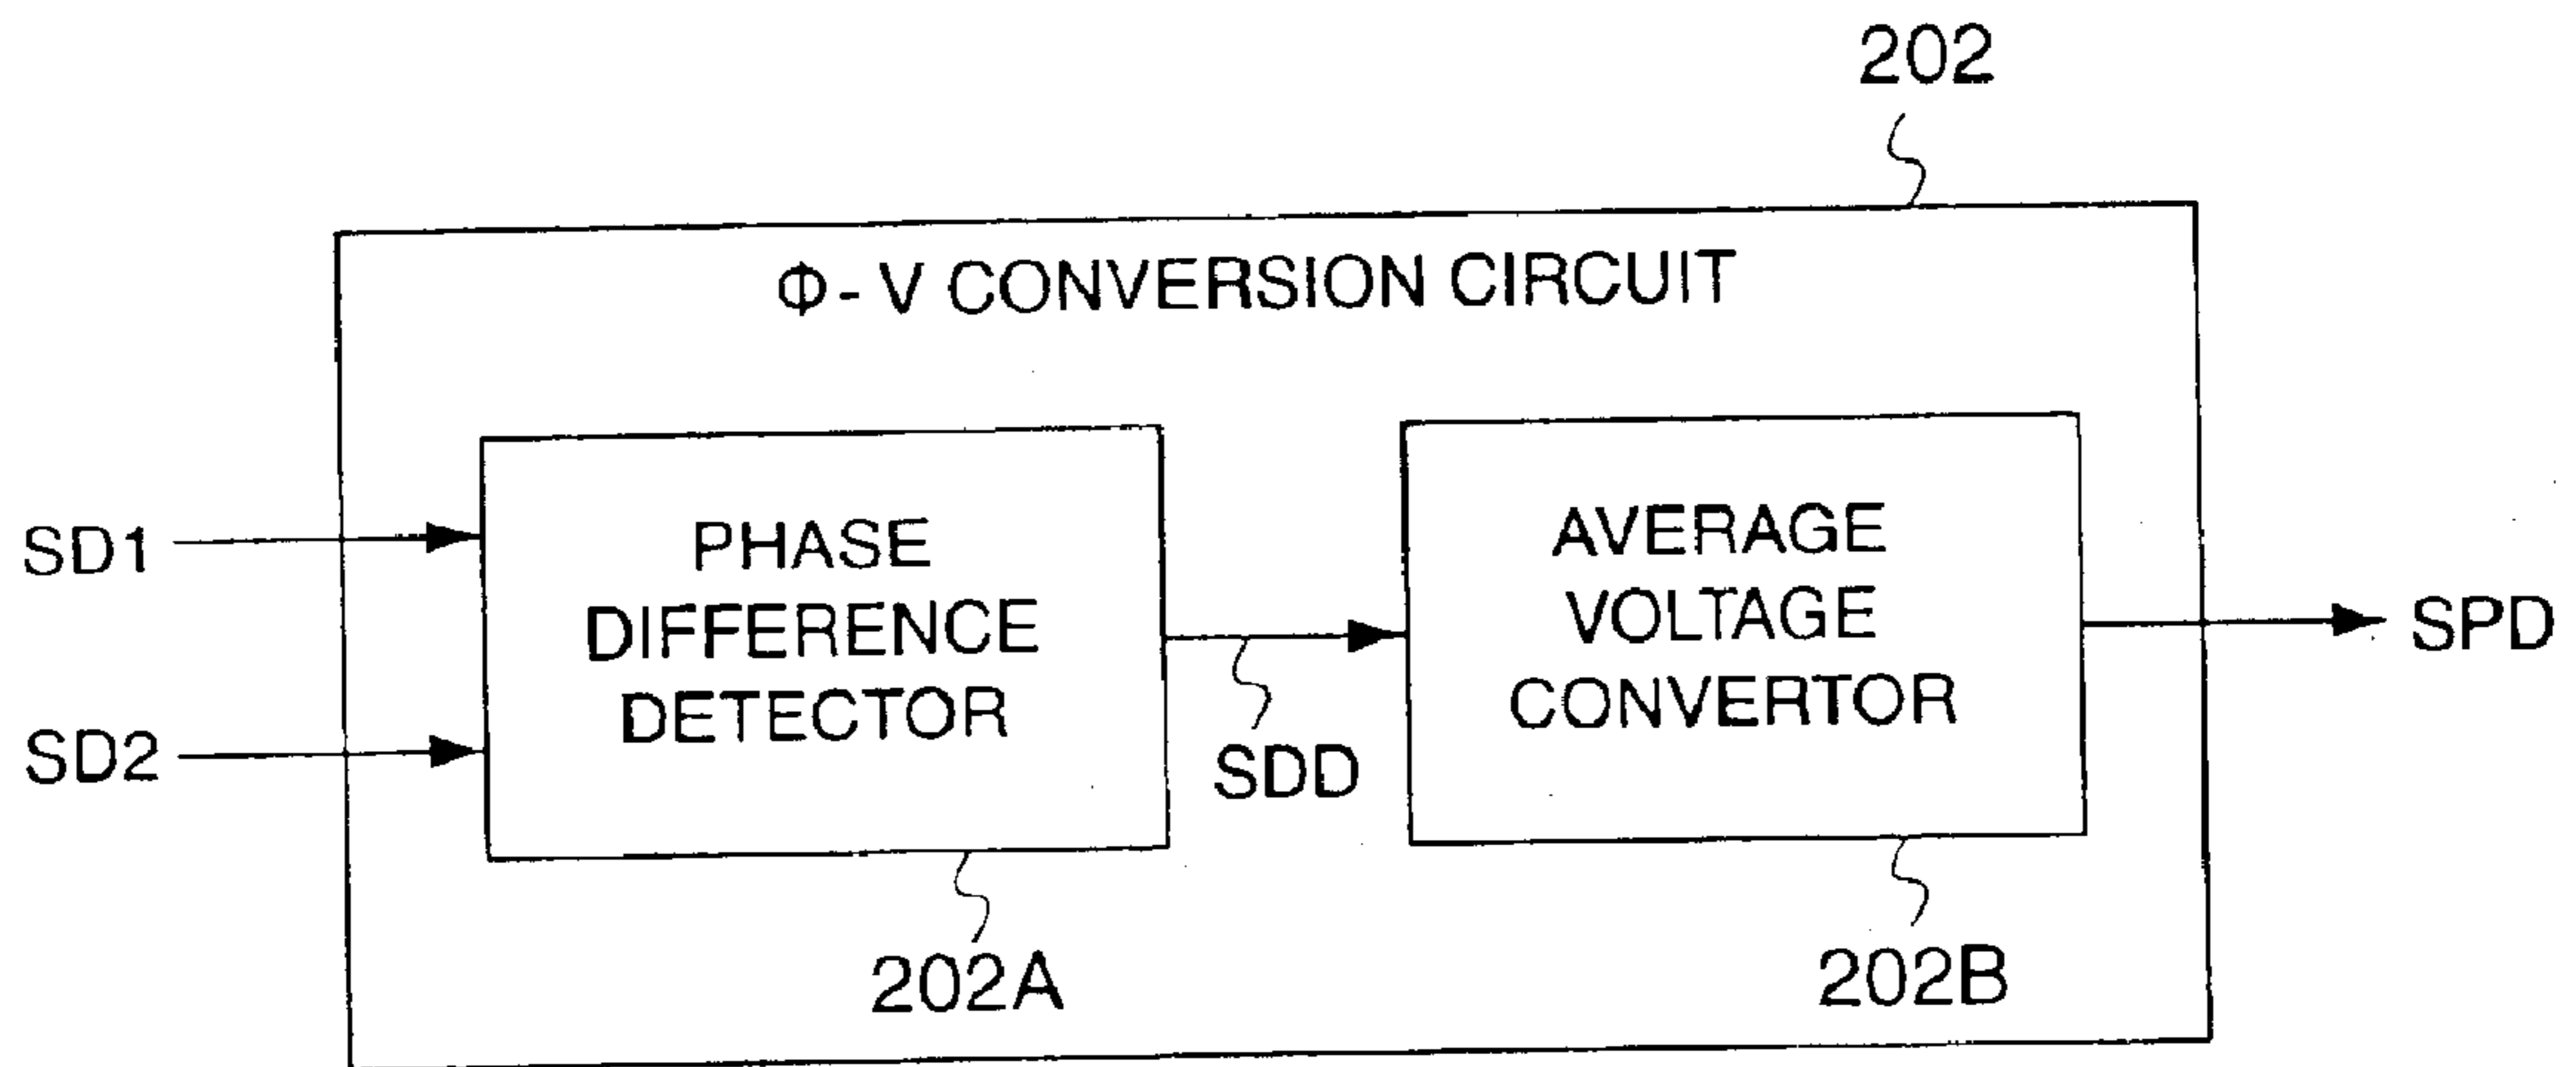 202
Φ- V CONVERSION CIRCUIT
SD1
SD2
PHASE
DIFFERENCE
DETECTOR
SDD
AVERAGE
VOLTAGE
CONVERTOR
SPD
202A
202B